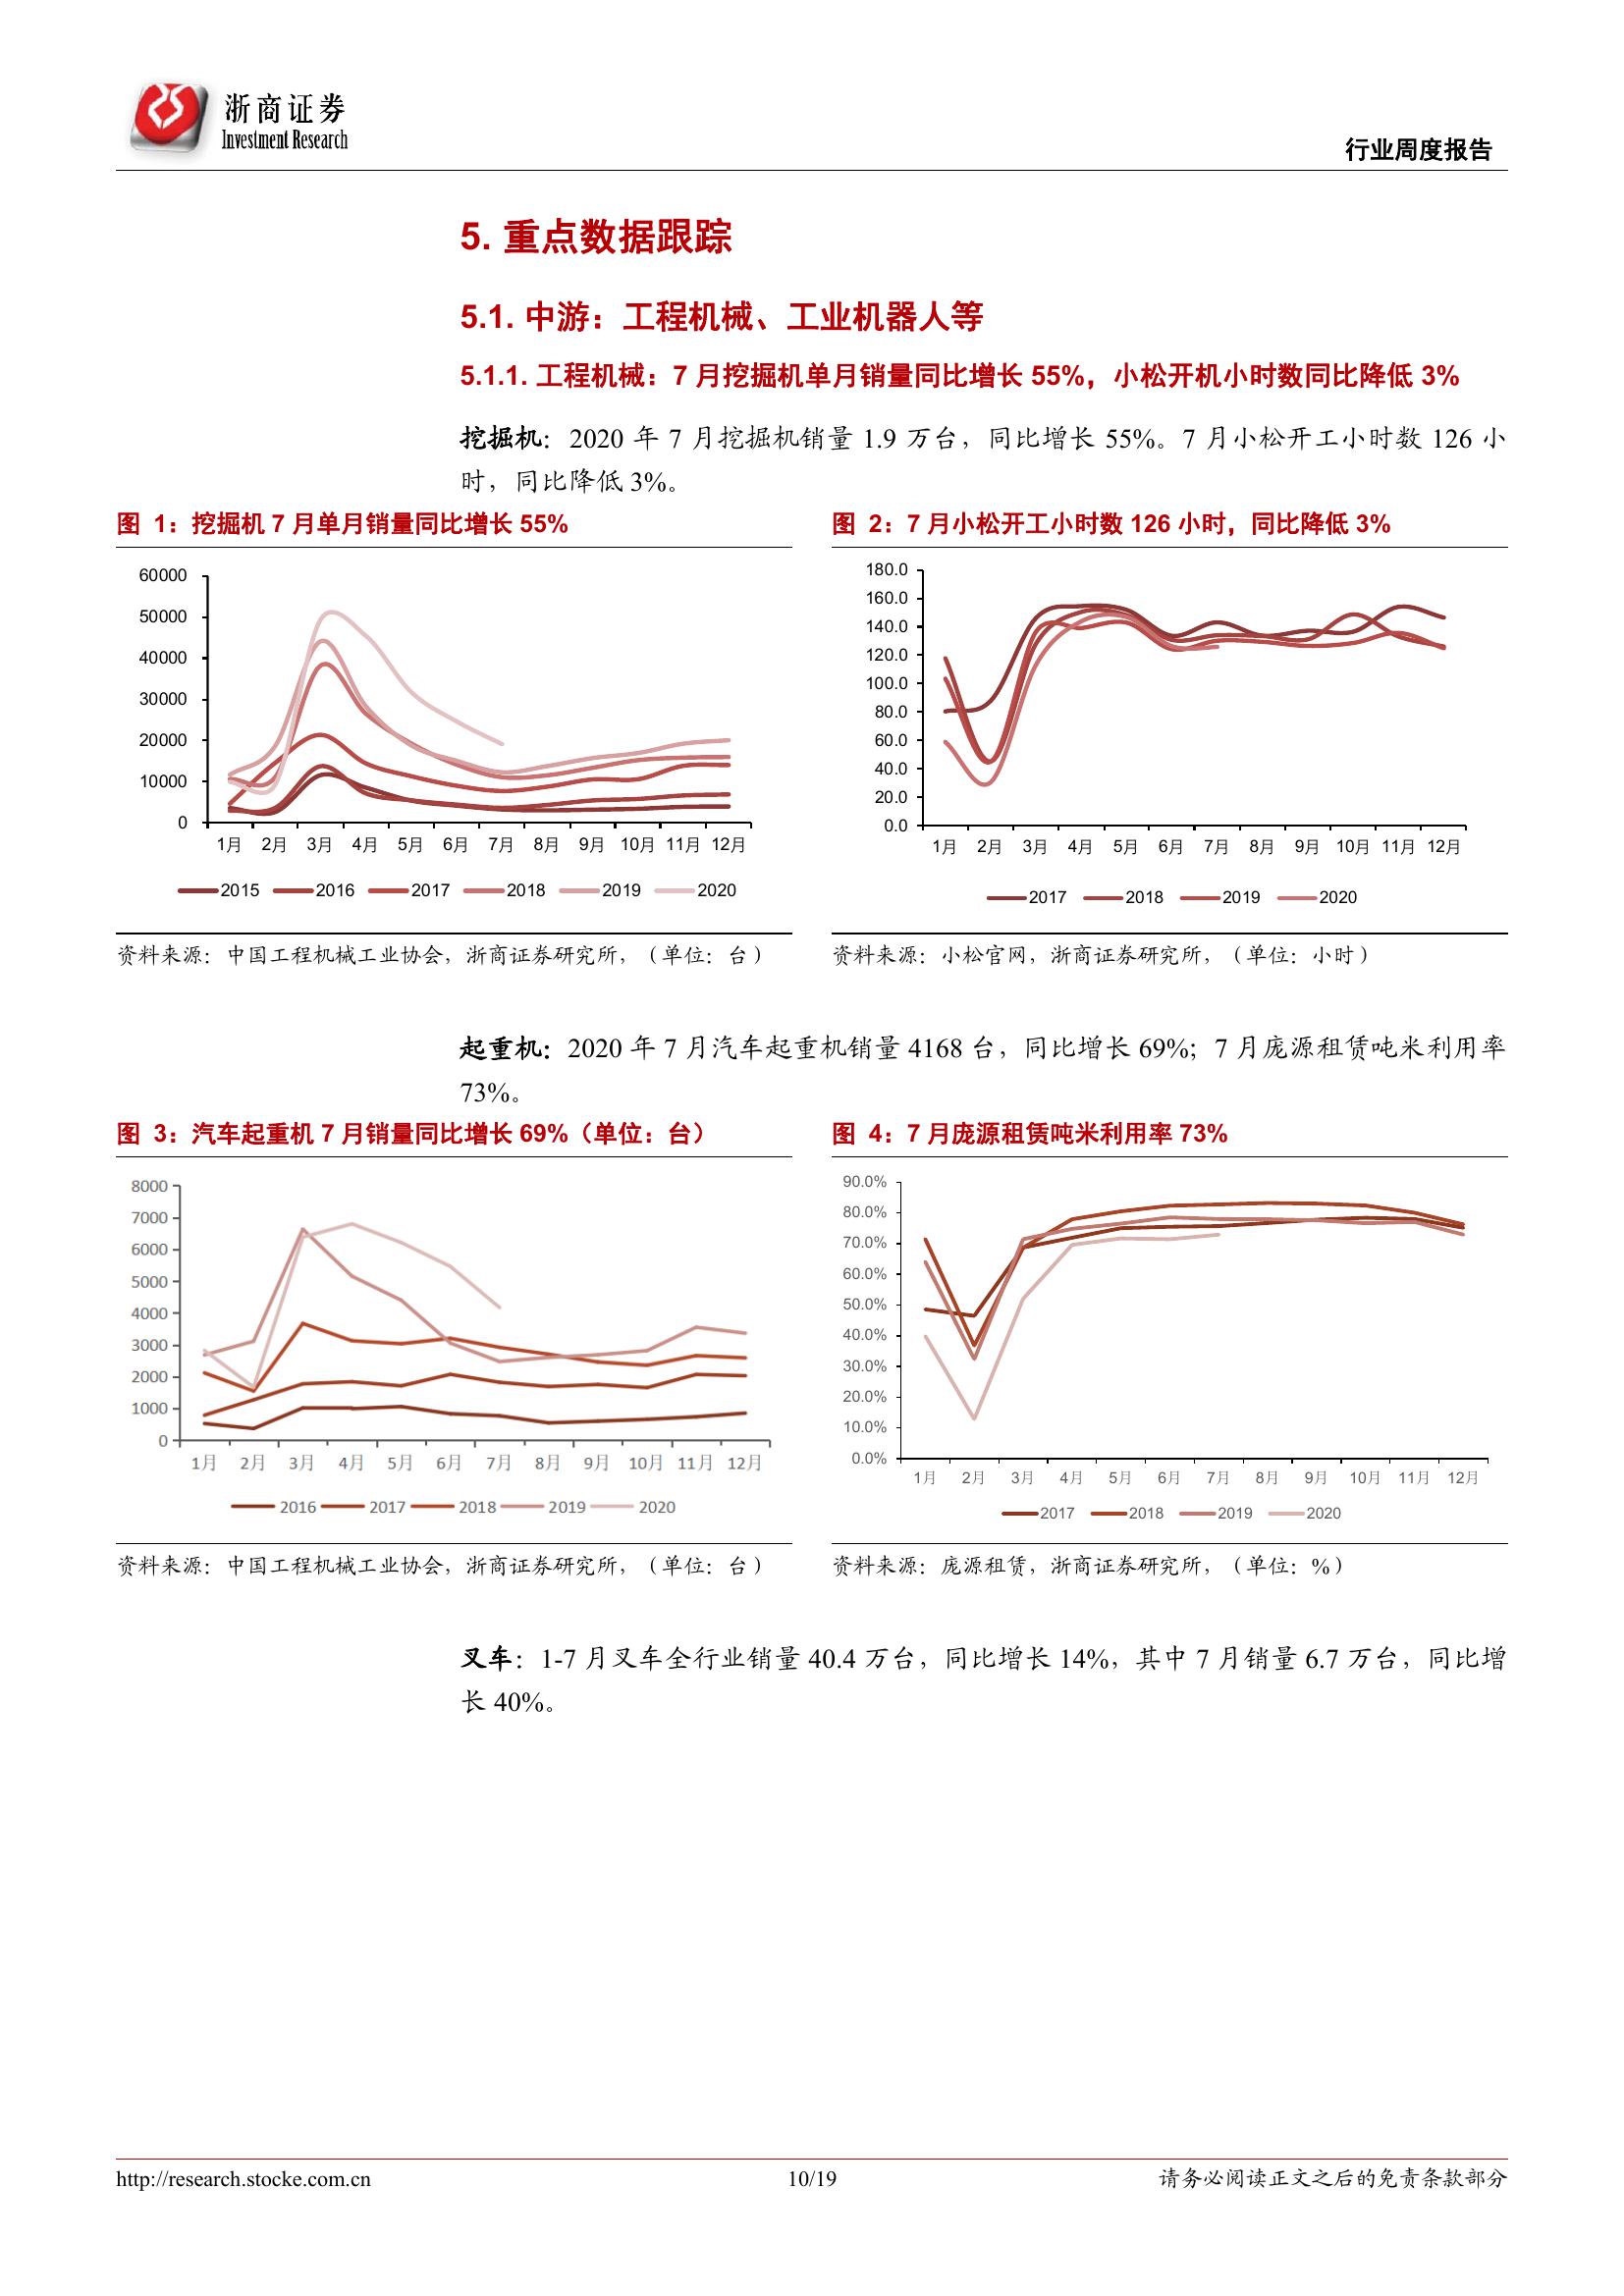 浙商证券
Investment Research
行业周度报告
5. 重点数据跟踪
5.1. 中游：工程机械、工业机器人等
5.1.1. 工程机械：7 月挖掘机单月销量同比增长 55%，小松开机小时数同比降低 3%
挖掘机：2020 年 7 月挖掘机销量 1.9 万台，同比增长 55%。7 月小松开工小时数 126 小
时，同比降低 3%。
图 1：挖掘机 7 月单月销量同比增长 55%
60000
50000
40000
30000
20000
10000
0
1月 2月 3月 4月 5月 6月 7月 8月 9月 10月 11月 12月
2015 2016 2017 2018 2019 2020
资料来源：中国工程机械工业协会，浙商证券研究所，（单位：台）
图 2：7 月小松开工小时数 126 小时，同比降低 3%
180.0
160.0
140.0
120.0
100.0
80.0
60.0
40.0
20.0
0.0
1月 2月 3月 4月 5月 6月 7月 8月 9月 10月 11月 12月
2017 2018 2019 2020
资料来源：小松官网，浙商证券研究所，（单位：小时）
起重机：2020 年 7 月汽车起重机销量 4168 台，同比增长 69%；7 月庞源租赁吨米利用率
73%。
图 3：汽车起重机 7 月销量同比增长 69%（单位：台）
8000
7000
6000
5000
4000
3000
2000
1000
0
1月 2月 3月 4月 5月 6月 7月 8月 9月 10月 11月 12月
2016 2017 2018 2019 2020
资料来源：中国工程机械工业协会，浙商证券研究所，（单位：台）
图 4：7 月庞源租赁吨米利用率 73%
90.0%
80.0%
70.0%
60.0%
50.0%
40.0%
30.0%
20.0%
10.0%
0.0%
1月 2月 3月 4月 5月 6月 7月 8月 9月 10月 11月 12月
2017 2018 2019 2020
资料来源：庞源租赁，浙商证券研究所，（单位：%）
叉车：1-7 月叉车全行业销量 40.4 万台，同比增长 14%，其中 7 月销量 6.7 万台，同比增
长 40%。
http://research.stocke.com.cn
10/19
请务必阅读正文之后的免责条款部分